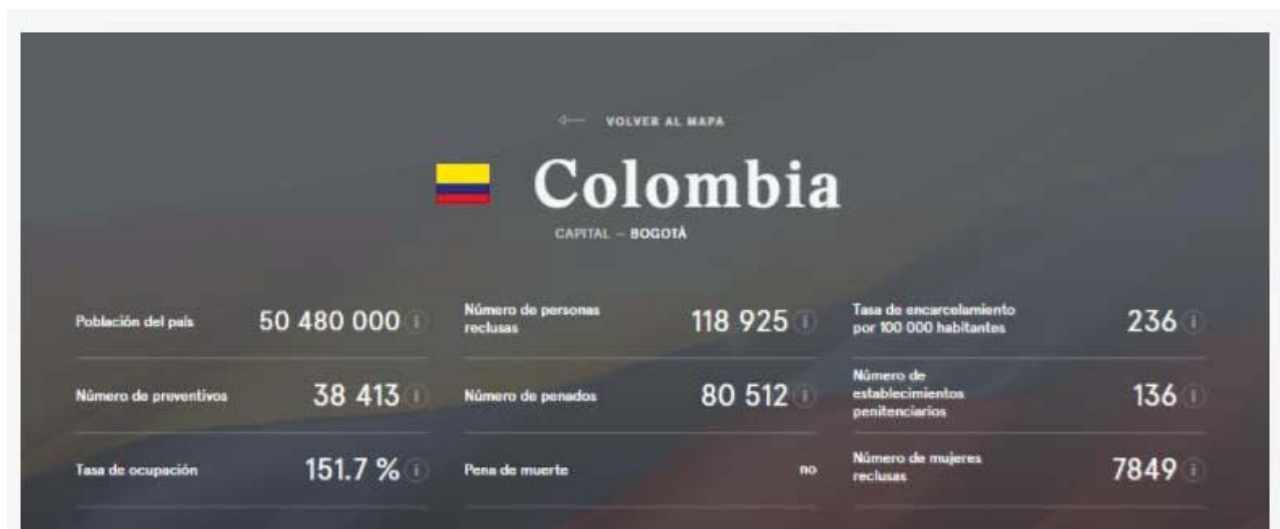 VOLVER AL MAPA
Colombia
CAPITAL – BOGOTÁ
Población del país 50 480 000
Número de personas
reclusas 118 925
Tasa de encarcelamiento
por 100 000 habitantes 236
Número de preventivos 38 413
Número de penados 80 512
Número de
establecimientos
penitenciarios 136
Tasa de ocupación 151.7 %
Pena de muerte no
Número de mujeres
reclusas 7849